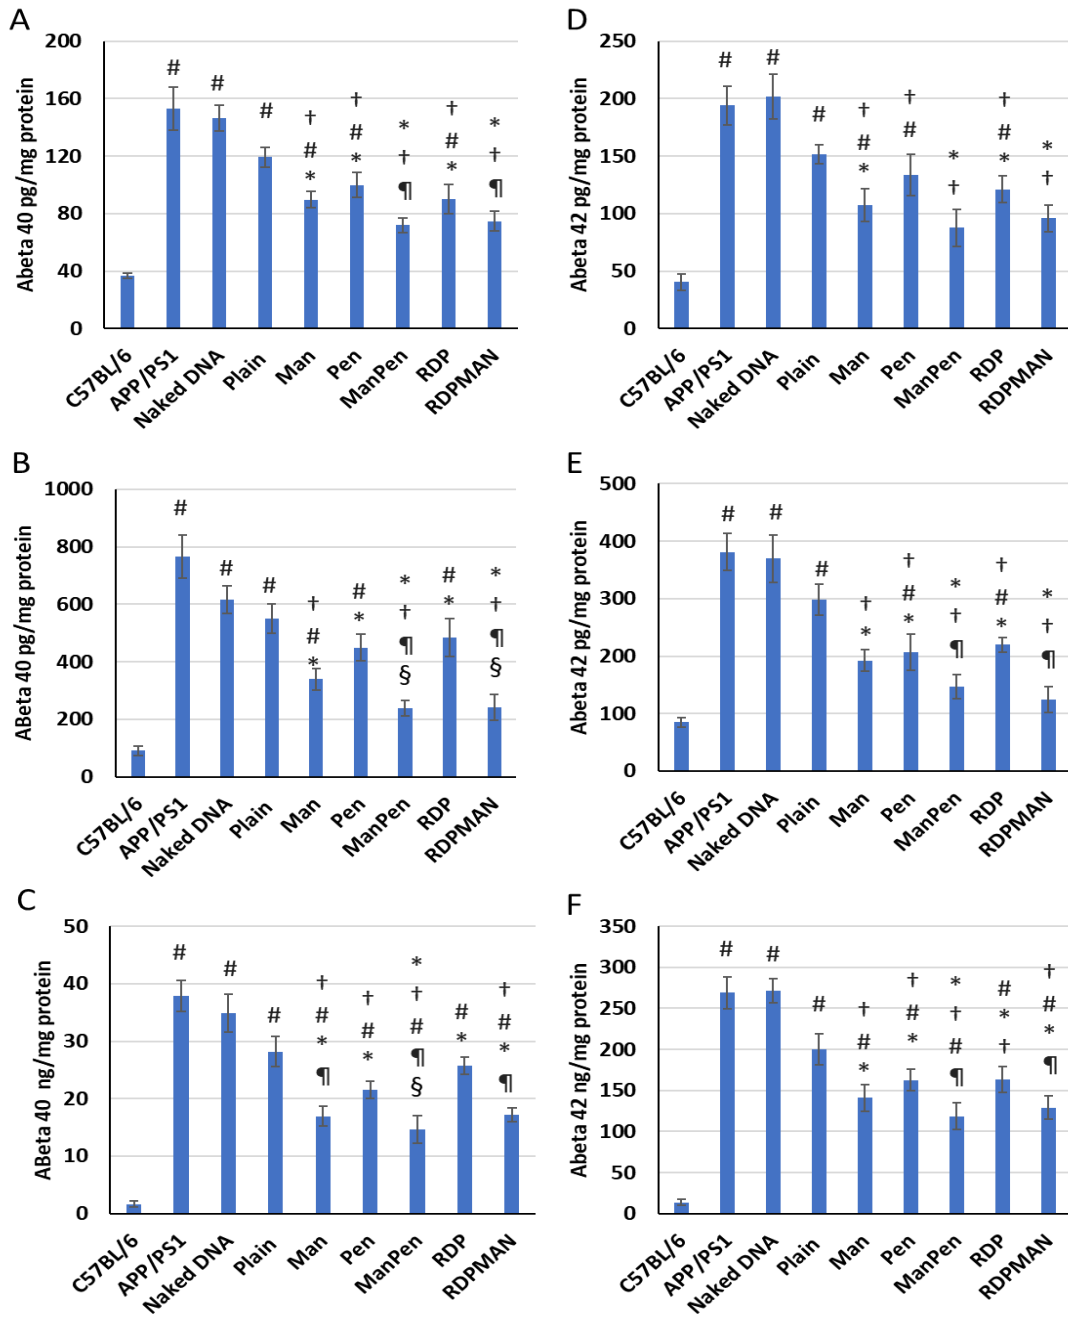 A
200
160
120
80
40
0
Abeta 40 pg/mg protein
#
#
#
†
#
*
†
#
*
*
†
¶
†
#
*
*
†
¶
C57BL/6
APP/PS1
Naked DNA
Plain
Man
Pen
ManPen
RDP
RDPMAN
D
250
200
150
100
50
0
Abeta 42 pg/mg protein
#
#
#
†
#
*
†
#
*
†
†
#
*
*
†
C57BL/6
APP/PS1
Naked DNA
Plain
Man
Pen
ManPen
RDP
RDPMAN
B
1000
800
600
400
200
0
ABeta 40 pg/mg protein
#
#
#
†
#
*
#
*
*
†
¶
§
#
*
*
†
¶
§
C57BL/6
APP/PS1
Naked DNA
Plain
Man
Pen
ManPen
RDP
RDPMAN
E
500
400
300
200
100
0
Abeta 42 pg/mg protein
#
#
#
†
*
†
#
*
*
†
¶
†
#
*
*
†
¶
C57BL/6
APP/PS1
Naked DNA
Plain
Man
Pen
ManPen
RDP
RDPMAN
C
50
40
30
20
10
0
ABeta 40 ng/mg protein
#
#
#
†
#
*
¶
†
#
*
*
†
#
¶
§
#
*
†
#
*
¶
C57BL/6
APP/PS1
Naked DNA
Plain
Man
Pen
ManPen
RDP
RDPMAN
F
350
300
250
200
150
100
50
0
Abeta 42 ng/mg protein
#
#
#
†
#
*
†
#
*
*
†
#
¶
#
*
†
†
#
*
¶
C57BL/6
APP/PS1
Naked DNA
Plain
Man
Pen
ManPen
RDP
RDPMAN